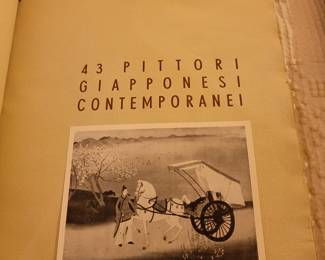 43 PITTORI
GIAPPONESI
CONTEMPORANEI